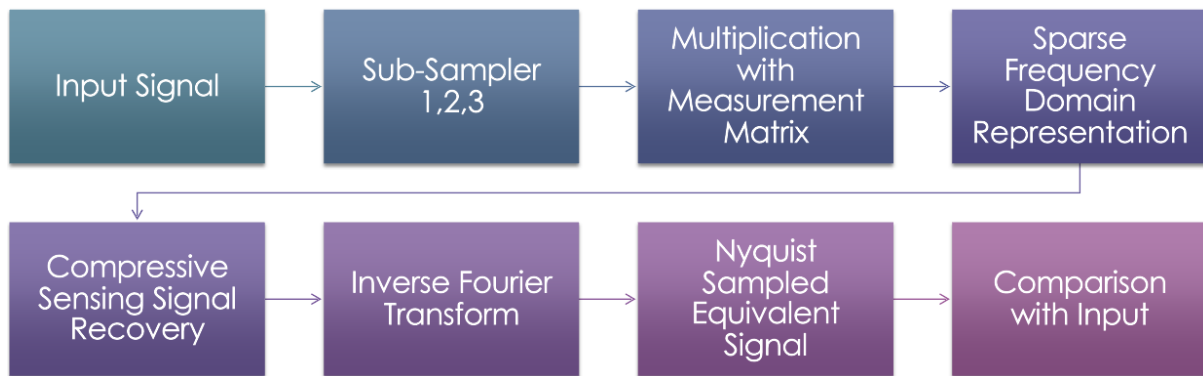 Input Signal
Sub-Sampler
1,2,3
Multiplication
with
Measurement
Matrix
Sparse
Frequency
Domain
Representation
Compressive
Sensing Signal
Recovery
Inverse Fourier
Transform
Nyquist
Sampled
Equivalent
Signal
Comparison
with Input